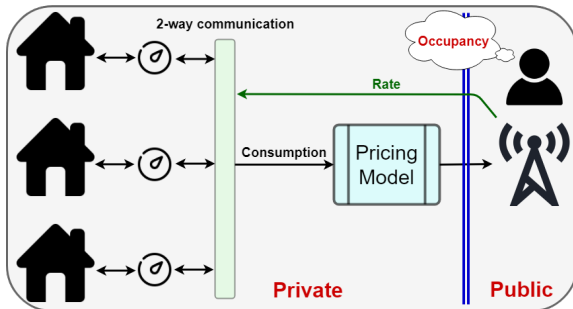 2-way communication
Occupancy
Rate
Consumption
Pricing
Model
Private
Public